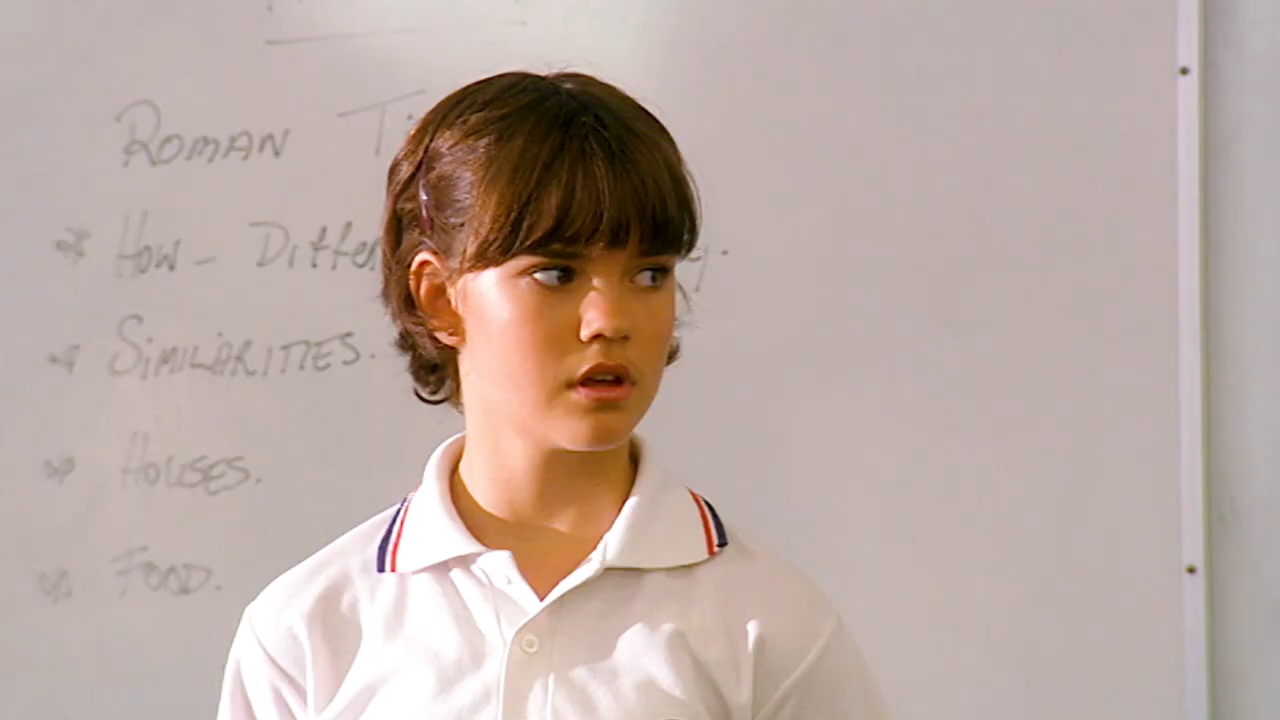 ROMAN
* HOW - Differ
* SIMILARITIES.
* HOUSES.
* FOOD.